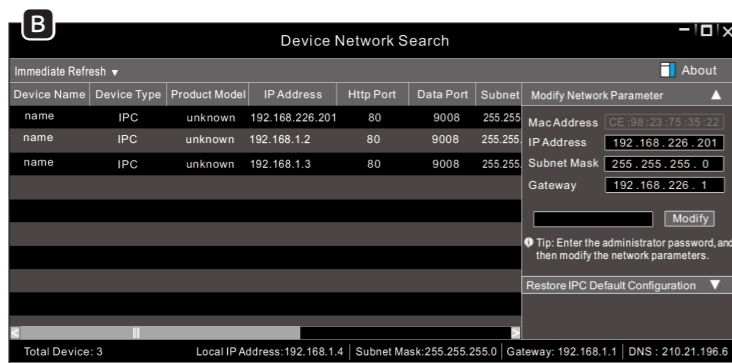 B
Device Network Search
Immediate Refresh ▼
About
Device Name Device Type Product Model IP Address Http Port Data Port Subnet
name IPC unknown 192.168.226.201 80 9008 255.255
name IPC unknown 192.168.1.2 80 9008 255.255.
name IPC unknown 192.168.1.3 80 9008 255.255.
Modify Network Parameter ▲
Mac Address CE :98 :23 :75 :35 :22
IP Address 192 .168 . 226 . 201
Subnet Mask 255 . 255 . 255 . 0
Gateway 192 .168 . 226 . 1
Modify
Tip: Enter the administrator password, and
then modify the network parameters.
Restore IPC Default Configuration ▼
Total Device: 3 Local IP Address:192.168.1.4 Subnet Mask:255.255.255.0 Gateway: 192.168.1.1 DNS : 210.21.196.6